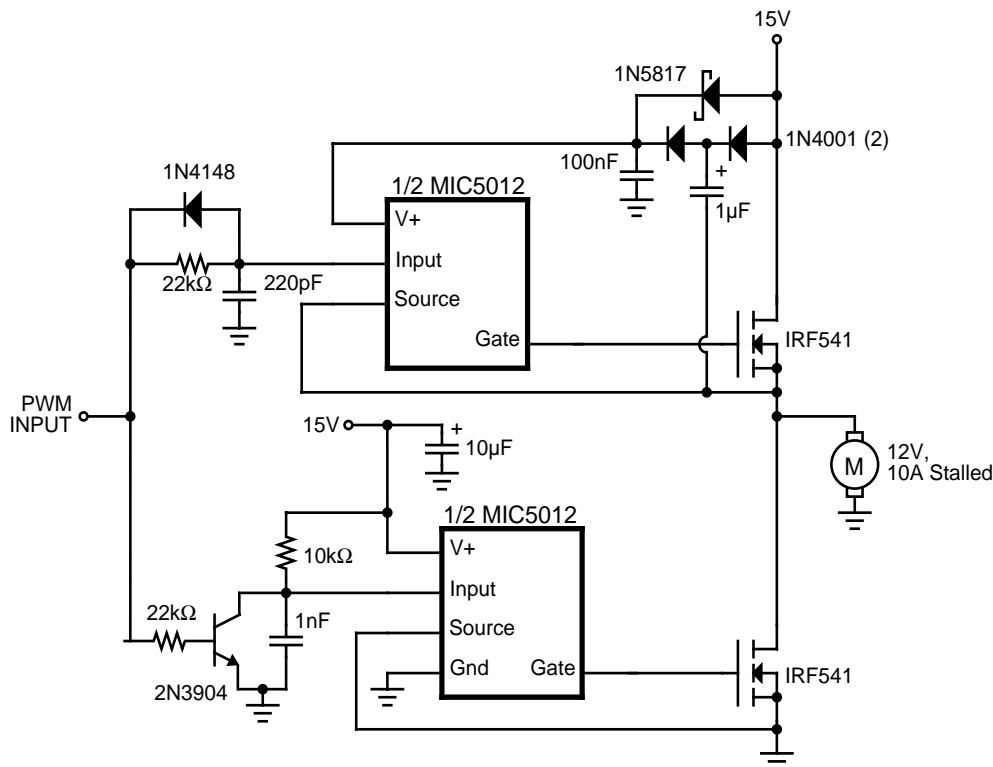 15V
1N5817
1N4001 (2)
100nF
+
1µF
1N4148
1/2 MIC5012
V+
Input
Source
Gate
22kΩ
220pF
IRF541
PWM
INPUT
15V
+
10µF
M
12V,
10A Stalled
1/2 MIC5012
V+
Input
Source
Gnd
Gate
10kΩ
22kΩ
1nF
2N3904
IRF541